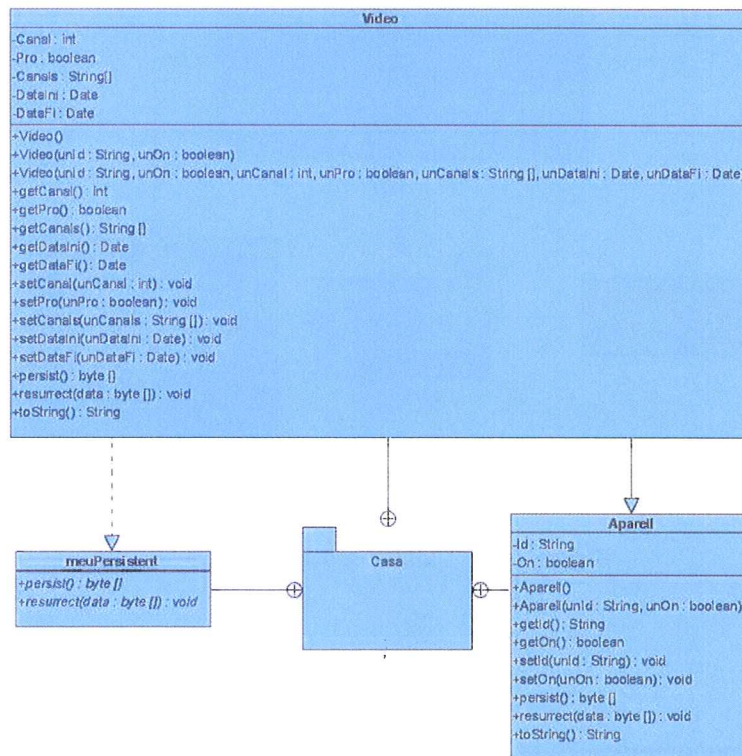 Video
-Canal : int
-Pro : boolean
-Canals : String[]
-DataIni : Date
-DataFi : Date
+Video()
+Video(unId : String, unOn : boolean)
+Video(unId : String, unOn : boolean, unCanal : int, unPro : boolean, unCanals : String [], unDataIni : Date, unDataFi : Date)
+getCanal() : int
+getPro() : boolean
+getCanals() : String []
+getDataIni() : Date
+getDataFi() : Date
+setCanal(unCanal : int) : void
+setPro(unPro : boolean) : void
+setCanals(unCanals : String []) : void
+setDataIni(unDataIni : Date) : void
+setDataFi(unDataFi : Date) : void
+persist() : byte []
+resurrect(data : byte []) : void
+toString() : String
meuPersistent
+persist() : byte []
+resurrect(data : byte []) : void
Casa
Aparell
-Id : String
-On : boolean
+Aparell()
+Aparell(unId : String, unOn : boolean)
+getId() : String
+getOn() : boolean
+setId(unId : String) : void
+setOn(unOn : boolean) : void
+persist() : byte []
+resurrect(data : byte []) : void
+toString() : String